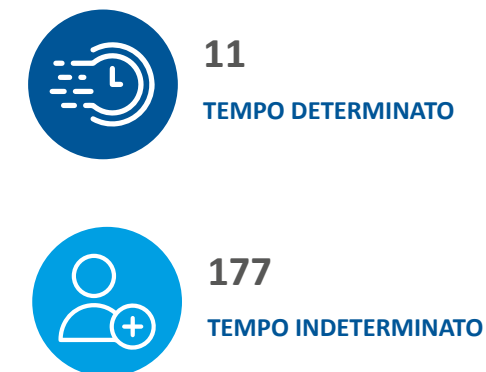 11
TEMPO DETERMINATO
177
TEMPO INDETERMINATO